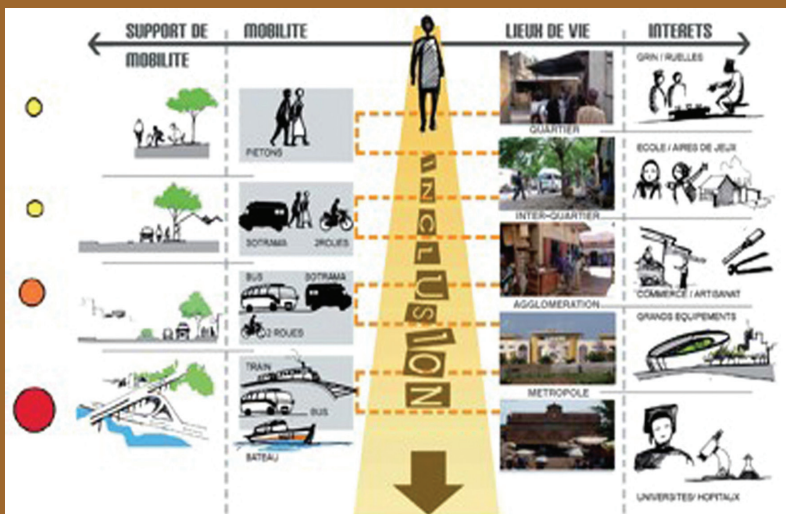 SUPPORT DE
MOBILITE
MOBILITE
LIEUX DE VIE
INTERETS
PIETONS
SOTRAMA
2ROUES
BUS
SOTRAMA
2 ROUES
TRAIN
BUS
BATEAU
INCLUSION
QUARTIER
INTER-QUARTIER
AGGLOMERATION
METROPOLE
GRIN / RUELLES
ECOLE / AIRES DE JEUX
COMMERCE / ARTISANAT
GRANDS EQUIPEMENTS
UNIVERSITES/ HOPITAUX